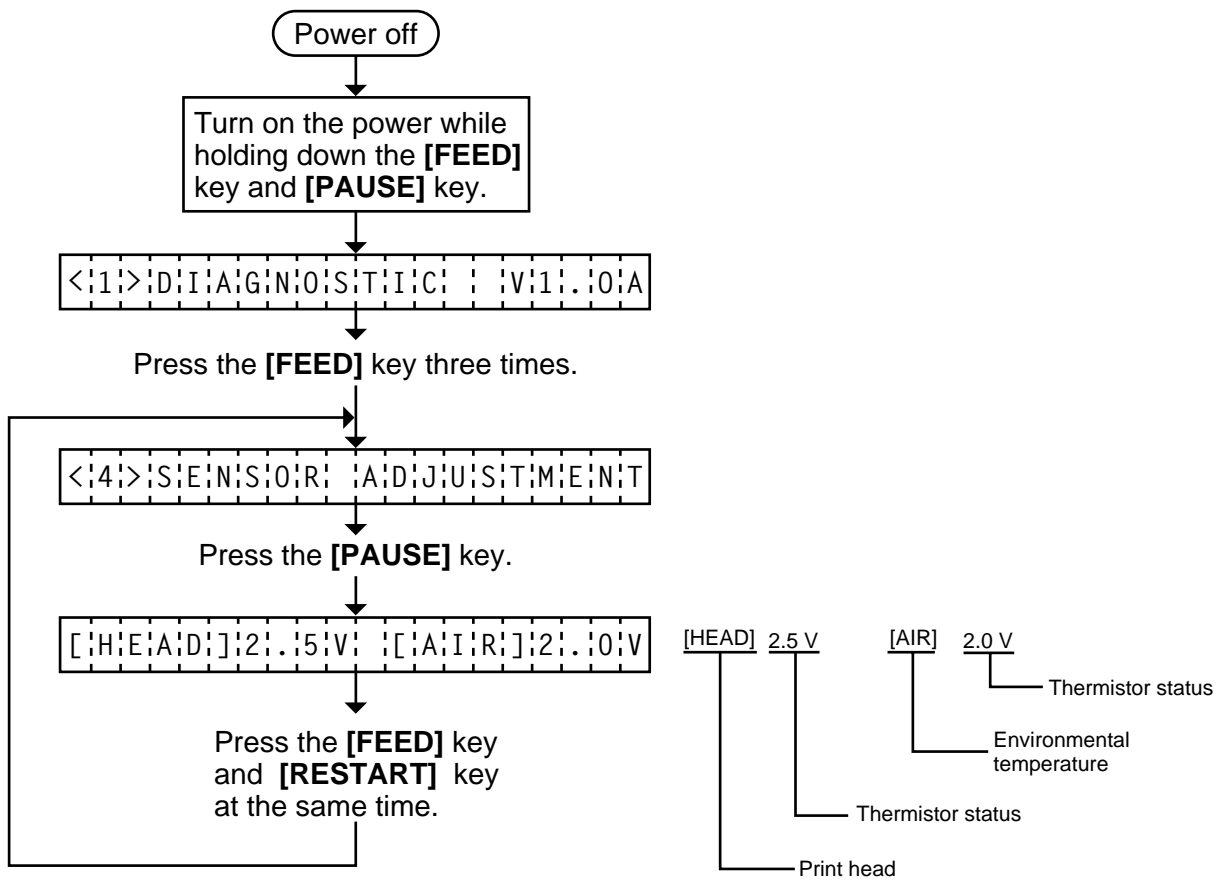 Power off
Turn on the power while
holding down the [FEED]
key and [PAUSE] key.
<1>DIAGNOSTIC  V1.0A
Press the [FEED] key three times.
<4>SENSOR ADJUSTMENT
Press the [PAUSE] key.
[HEAD]2.5V [AIR]2.0V
[HEAD] 2.5 V [AIR] 2.0 V
Thermistor status
Environmental
temperature
Thermistor status
Print head
Press the [FEED] key
and [RESTART] key
at the same time.